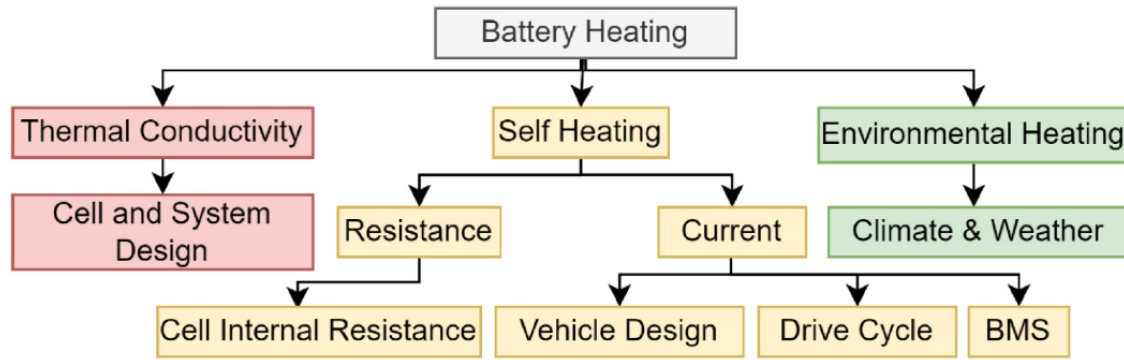 Battery Heating
Thermal Conductivity
Self Heating
Environmental Heating
Cell and System
Design
Resistance
Current
Climate & Weather
Cell Internal Resistance
Vehicle Design
Drive Cycle
BMS